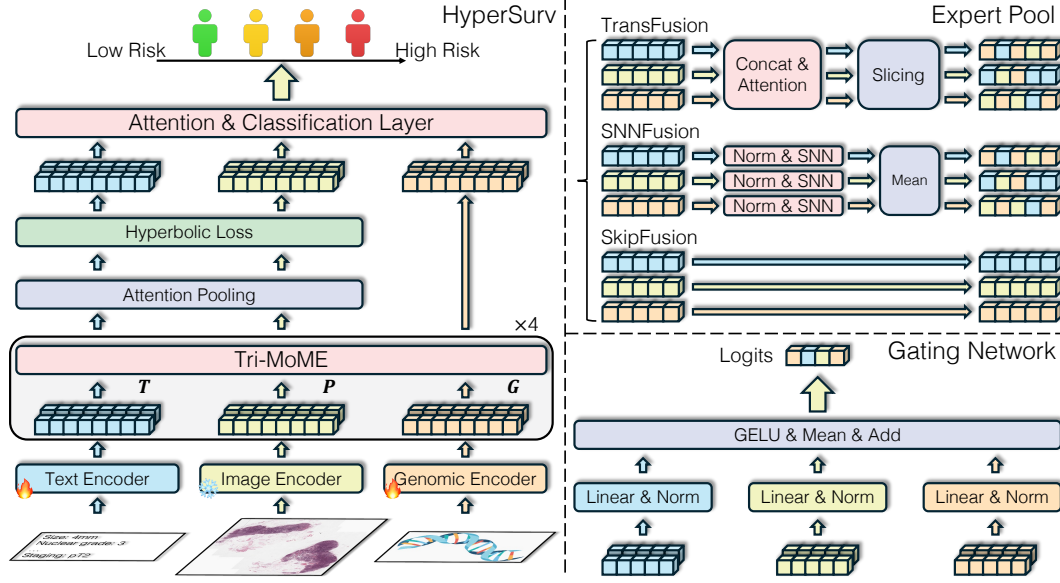 HyperSurv
Low Risk
High Risk
Attention & Classification Layer
Hyperbolic Loss
Attention Pooling
×4
Tri-MoME
T
P
G
Text Encoder
Image Encoder
Genomic Encoder
Size: 4mm
Nuclear grade: 3
Staging: pT2
Expert Pool
TransFusion
Concat &
Attention
Slicing
SNNFusion
Norm & SNN
Norm & SNN
Norm & SNN
Mean
SkipFusion
Gating Network
Logits
GELU & Mean & Add
Linear & Norm
Linear & Norm
Linear & Norm